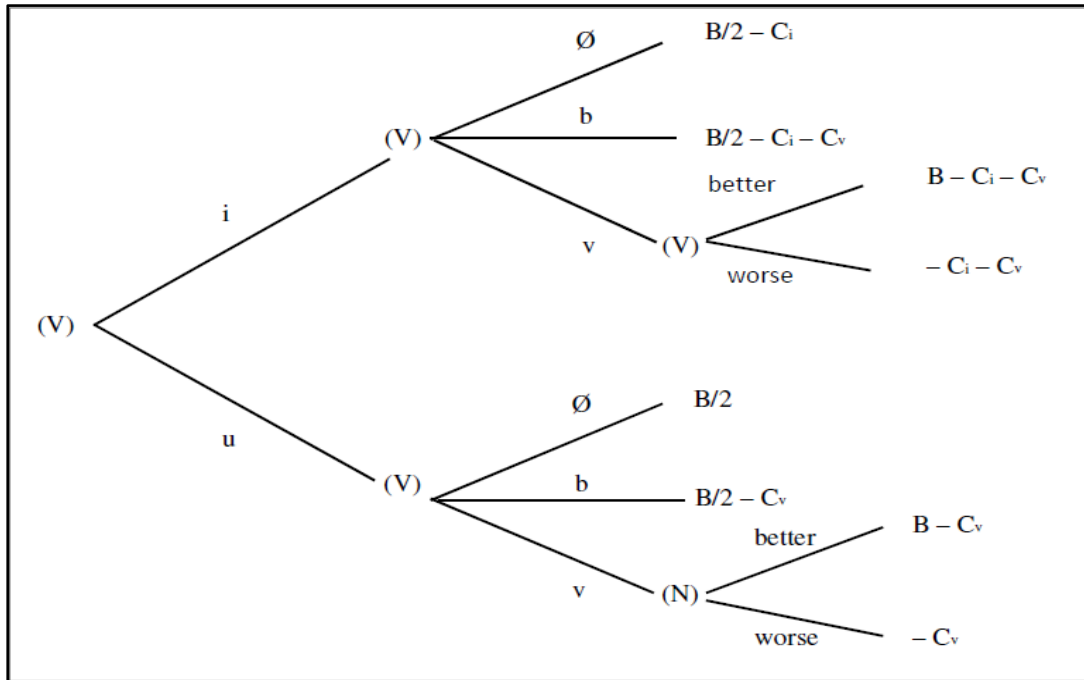 Ø
B/2 – Cᵢ
(V)
b
B/2 – Cᵢ – Cᵥ
better
B – Cᵢ – Cᵥ
i
v
(V)
worse
– Cᵢ – Cᵥ
(V)
Ø
B/2
u
(V)
b
B/2 – Cᵥ
better
B – Cᵥ
v
(N)
worse
– Cᵥ